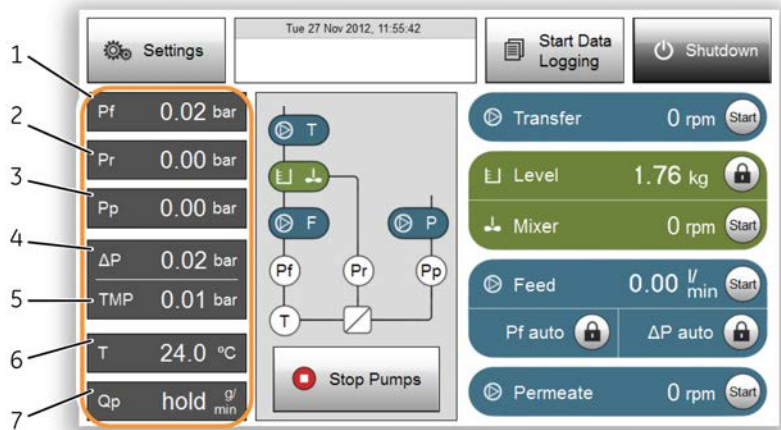 Tue 27 Nov 2012, 11:55:42
Settings
Start Data
Logging
Shutdown
1
Pf 0.02 bar
2
Pr 0.00 bar
3
Pp 0.00 bar
4
ΔP 0.02 bar
5
TMP 0.01 bar
6
T 24.0 ºC
7
Qp hold g/
min
T
F
P
Pf
Pr
Pp
T
Stop Pumps
Transfer 0 rpm Start
Level 1.76 kg
Mixer 0 rpm Start
Feed 0.00 l/
min Start
Pf auto ΔP auto
Permeate 0 rpm Start